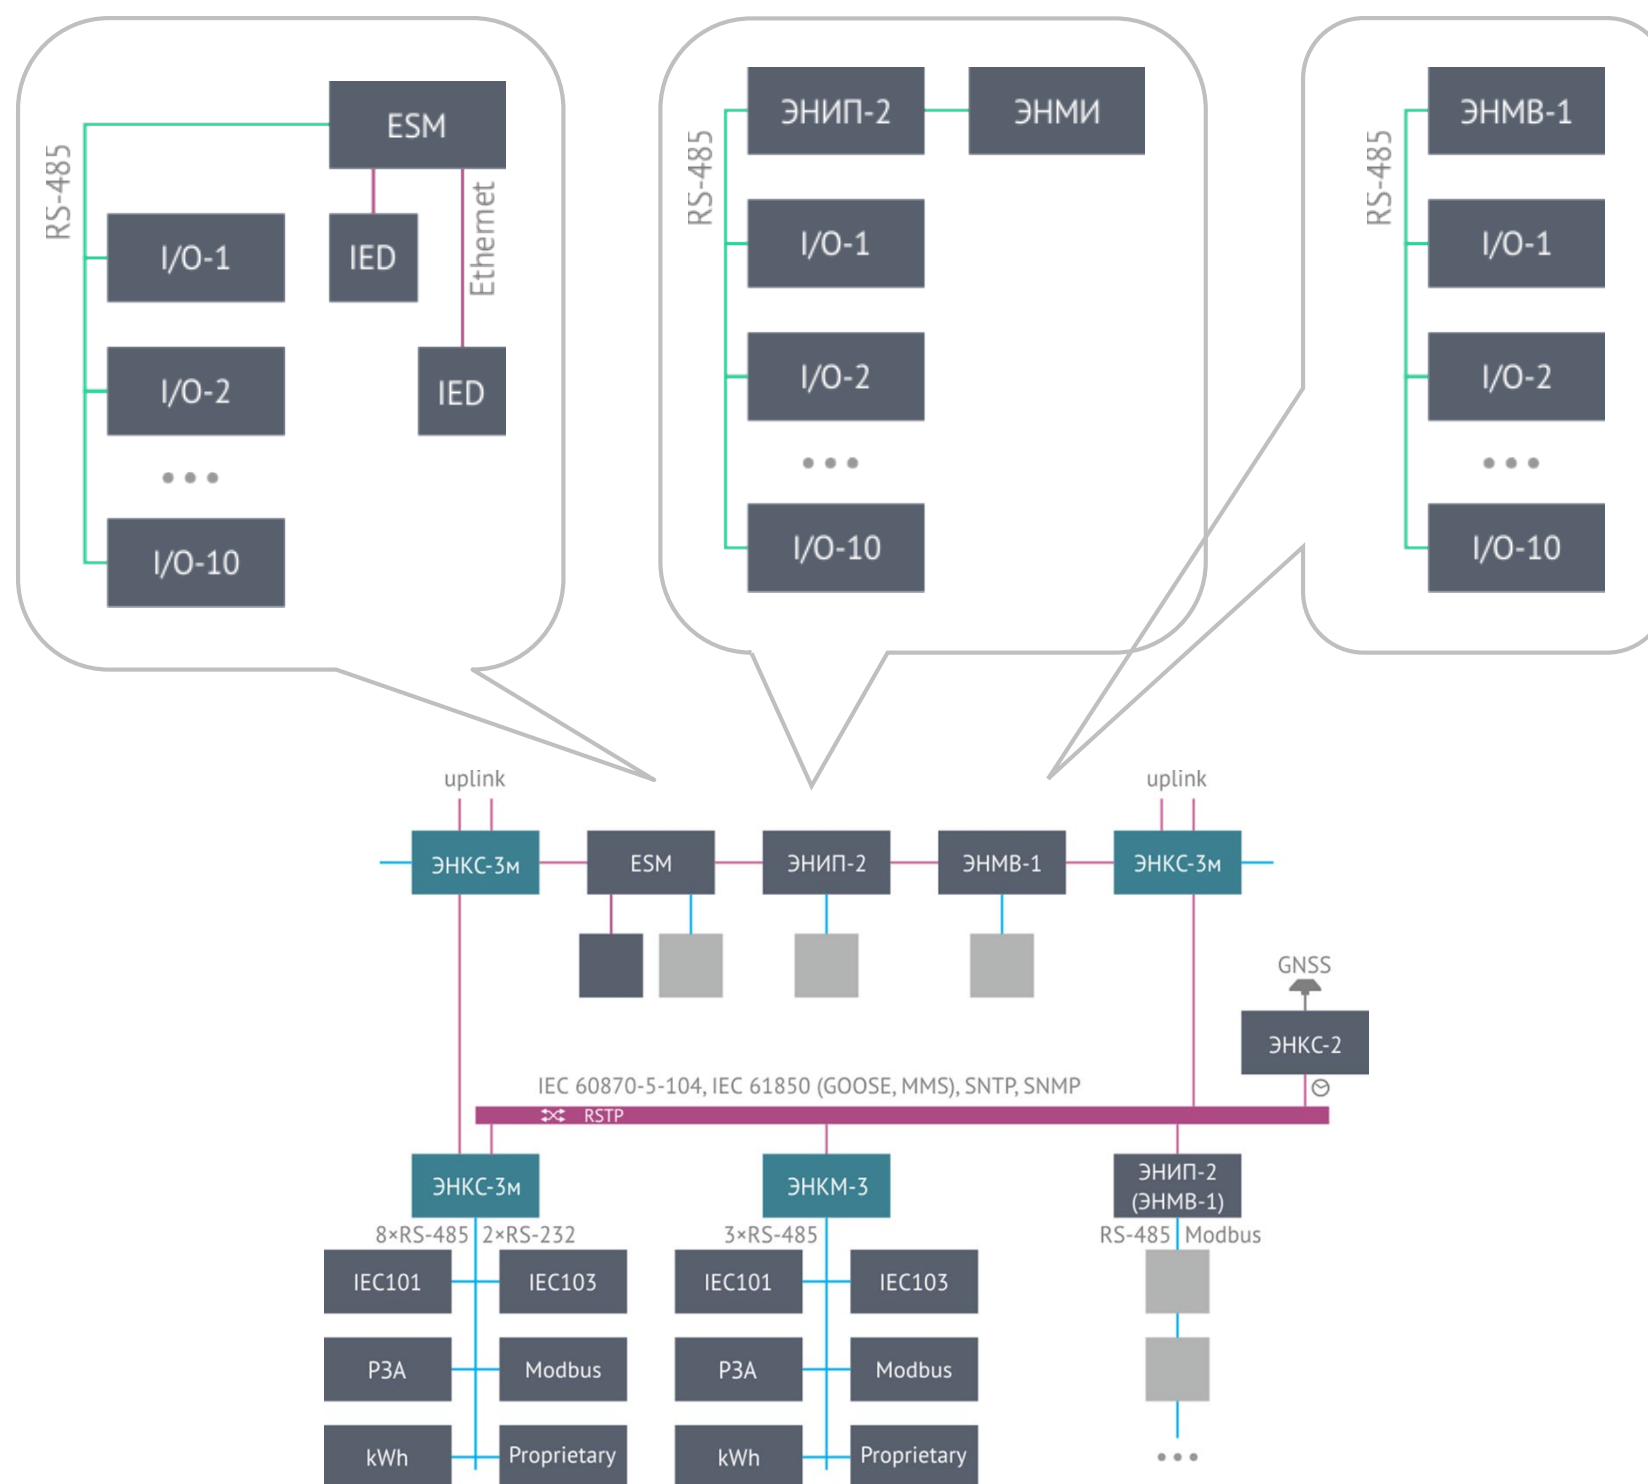 ESM
RS-485
Ethernet
I/O-1
IED
I/O-2
IED
I/O-10
ЭНИП-2
ЭНМИ
RS-485
I/O-1
I/O-2
I/O-10
ЭНМВ-1
RS-485
I/O-1
I/O-2
I/O-10
uplink
uplink
ЭНКС-3м
ESM
ЭНИП-2
ЭНМВ-1
ЭНКС-3м
GNSS
ЭНКС-2
IEC 60870-5-104, IEC 61850 (GOOSE, MMS), SNTP, SNMP
RSTP
ЭНКС-3м
ЭНКМ-3
ЭНИП-2
(ЭНМВ-1)
8×RS-485 2×RS-232
3×RS-485
RS-485 Modbus
IEC101
IEC103
IEC101
IEC103
РЗА
Modbus
РЗА
Modbus
kWh
Proprietary
kWh
Proprietary